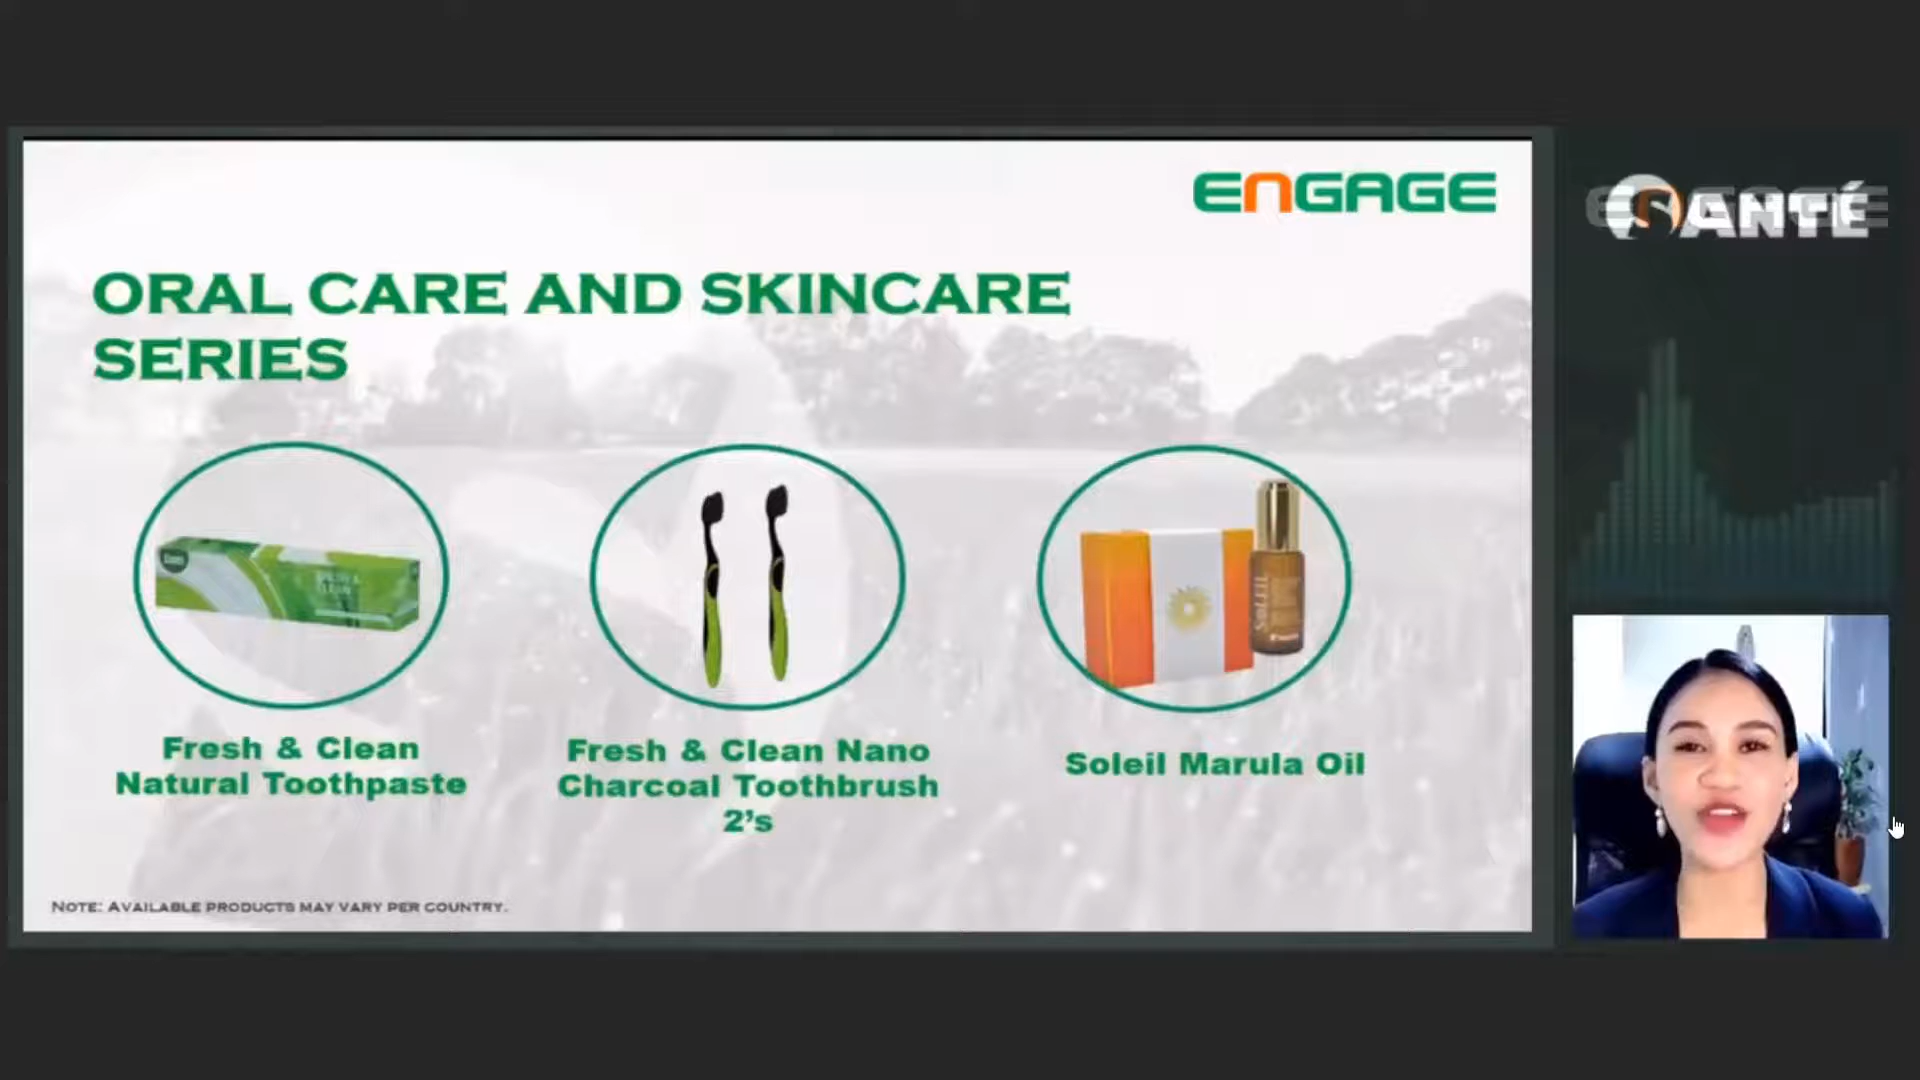 ENGAGE
ORAL CARE AND SKINCARE
SERIES
Fresh & Clean
Natural Toothpaste
Fresh & Clean Nano
Charcoal Toothbrush
2's
SOLEIL
Soleil Marula Oil
NOTE: AVAILABLE PRODUCTS MAY VARY PER COUNTRY.